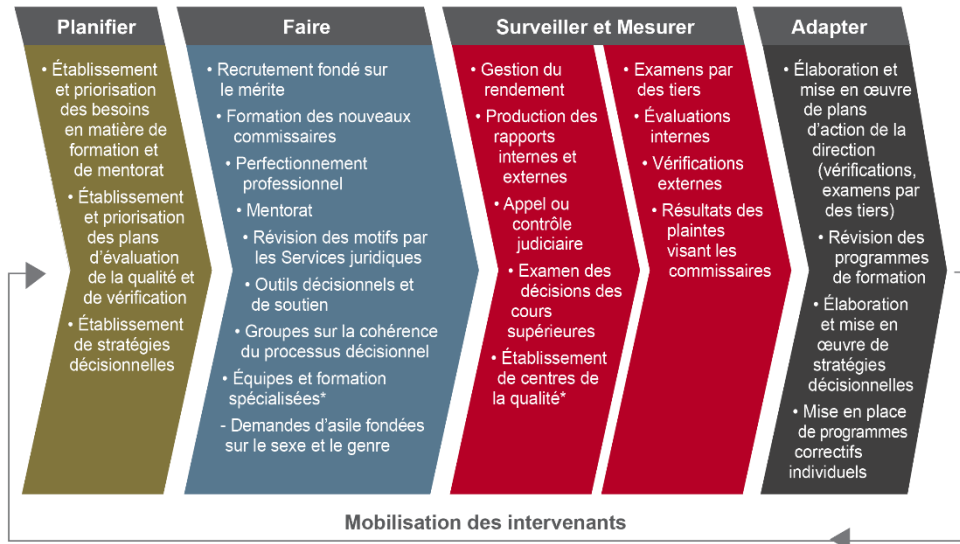 Planifier
• Établissement
et priorisation
des besoins
en matière de
formation et
de mentorat
• Établissement
et priorisation
des plans
d'évaluation
de la qualité et
de vérification
• Établissement
de stratégies
décisionnelles
Faire
• Recrutement fondé sur
le mérite
• Formation des nouveaux
commissaires
• Perfectionnement
professionnel
• Mentorat
• Révision des motifs par
les Services juridiques
• Outils décisionnels et
de soutien
• Groupes sur la cohérence
du processus décisionnel
• Équipes et formation
spécialisées*
- Demandes d'asile fondées
sur le sexe et le genre
Surveiller et Mesurer
• Gestion du
rendement
• Production des
rapports
internes et
externes
• Appel ou
contrôle
judiciaire
• Examen des
décisions des
cours
supérieures
• Établissement
de centres de
la qualité*
• Examens par
des tiers
• Évaluations
internes
• Vérifications
externes
• Résultats des
plaintes
visant les
commissaires
Adapter
• Élaboration et
mise en œuvre
de plans
d'action de la
direction
(vérifications,
examens par
des tiers)
• Révision des
programmes
de formation
• Élaboration
et mise en
œuvre de
stratégies
décisionnelles
• Mise en place
de programmes
correctifs
individuels
Mobilisation des intervenants